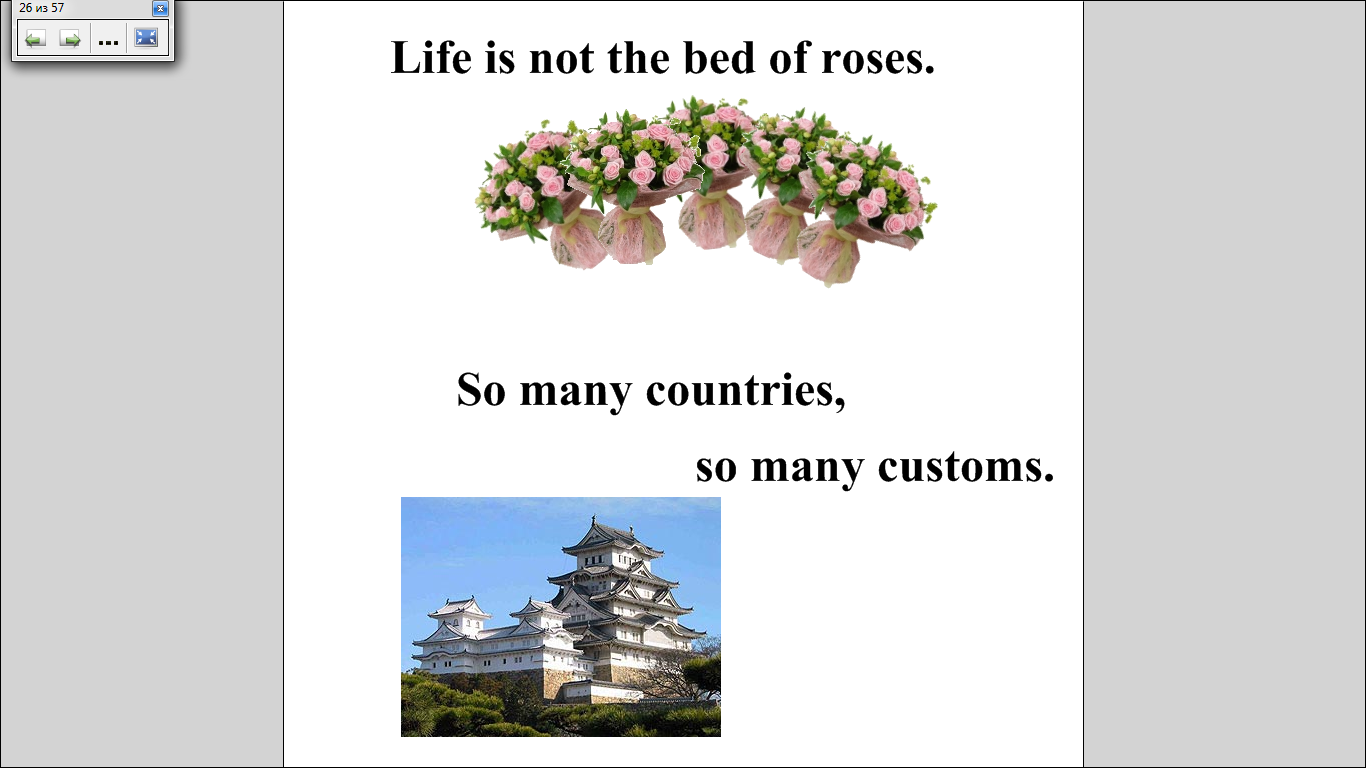 26 из 57
Life is not the bed of roses.
So many countries,
so many customs.